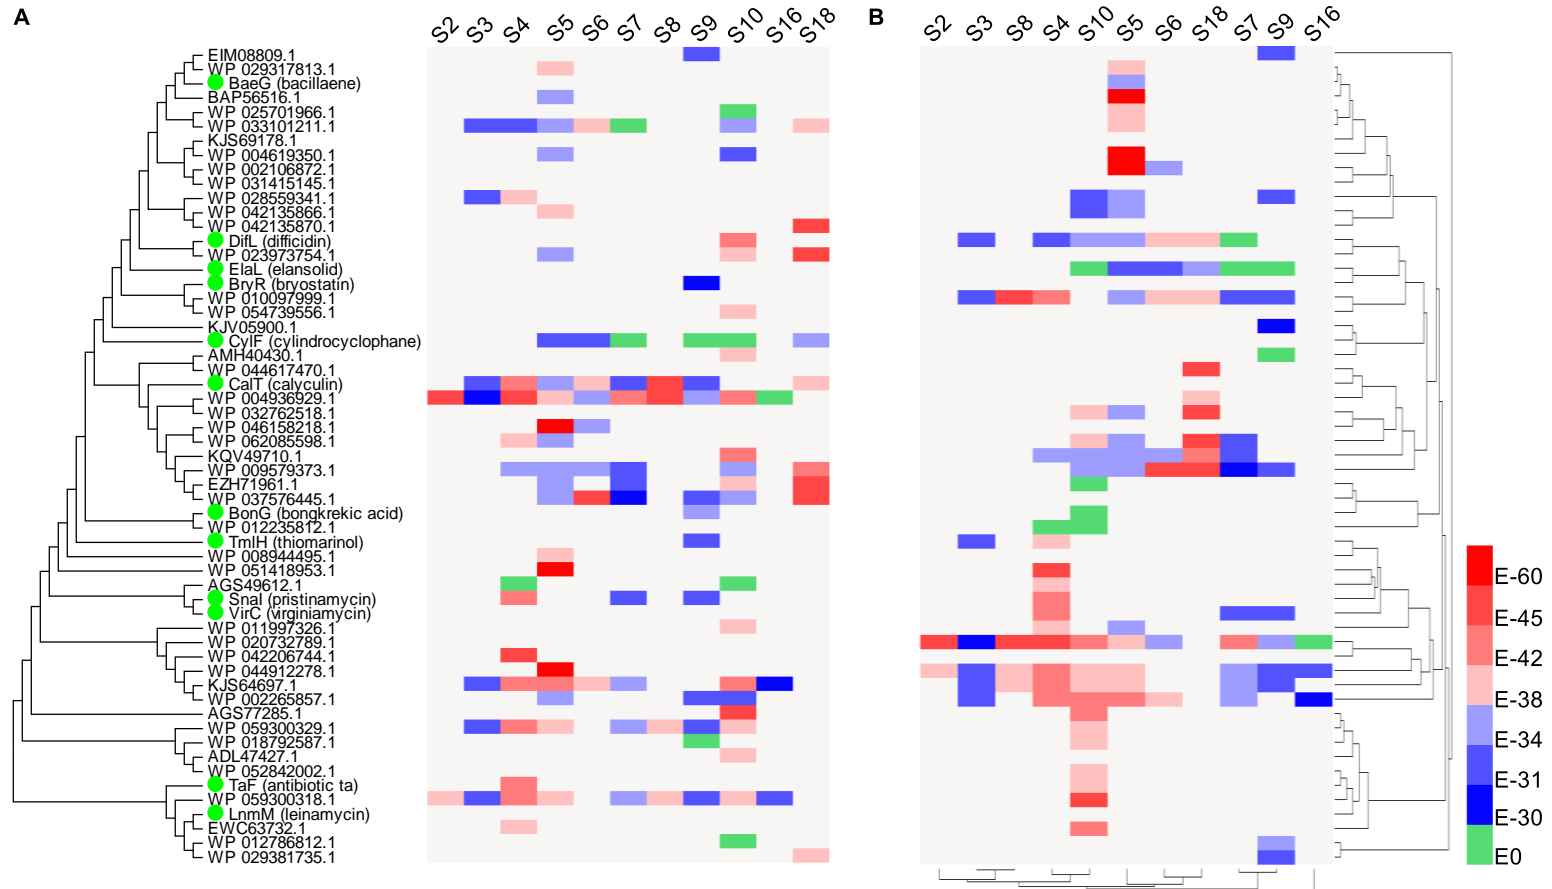 A
S2 S3 S4 S5 S6 S7 S8 S9 S10 S16 S18
B
S2 S3 S8 S4 S10 S5 S6 S18 S7 S9 S16
EIM08809.1
WP 029317813.1
BaeG (bacillaene)
BAP56516.1
WP 025701966.1
WP 033101211.1
KJS69178.1
WP 004619350.1
WP 002106872.1
WP 031415145.1
WP 028559341.1
WP 042135866.1
WP 042135870.1
DifL (difficidin)
WP 023973754.1
ElaL (elansolid)
BryR (bryostatin)
WP 010097999.1
WP 054739556.1
KJV05900.1
CylF (cylindrocyclophane)
AMH40430.1
WP 044617470.1
CalT (calyculin)
WP 004936929.1
WP 032762518.1
WP 046158218.1
WP 062085598.1
KQV49710.1
WP 009579373.1
EZH71961.1
WP 037576445.1
BonG (bongkrekic acid)
WP 012235812.1
TmlH (thiomarinol)
WP 008944495.1
WP 051418953.1
AGS49612.1
SnaI (pristinamycin)
VirC (virginiamycin)
WP 011997326.1
WP 020732789.1
WP 042206744.1
WP 044912278.1
KJS64697.1
WP 002265857.1
AGS77285.1
WP 059300329.1
WP 018792587.1
ADL47427.1
WP 052842002.1
TaF (antibiotic ta)
WP 059300318.1
LnmM (leinamycin)
EWC63732.1
WP 012786812.1
WP 029381735.1
E-60
E-45
E-42
E-38
E-34
E-31
E-30
E0